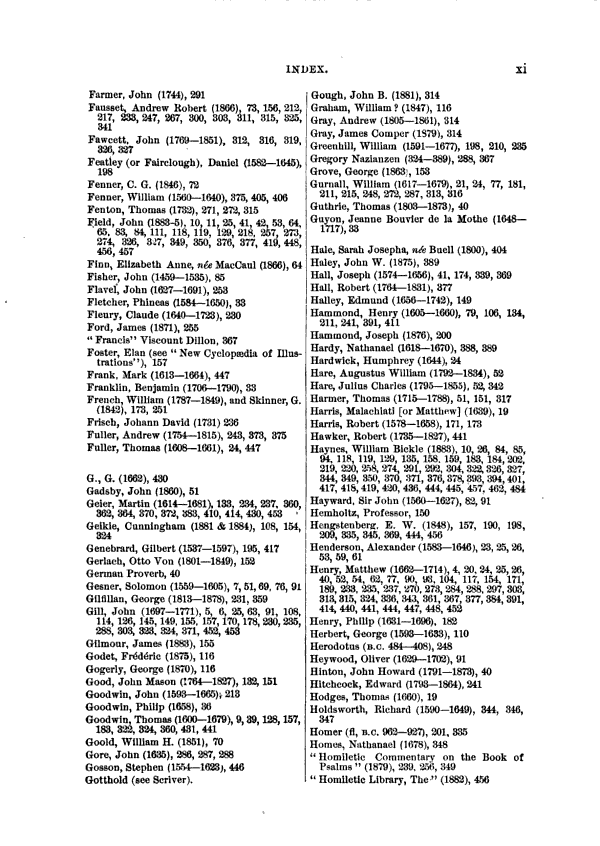 INDEX.
xi
Farmer, John (1744), 291
Fausset, Andrew Robert (1866), 73, 156, 212,
217, 233, 247, 267, 300, 303, 311, 315, 325,
341
Fawcett, John (1769—1851), 312, 316, 319,
326, 327
Featley (or Fairclough), Daniel (1582—1645),
198
Fenner, C. G. (1846), 72
Fenner, William (1560—1640), 375, 405, 406
Fenton, Thomas (1732), 271, 272, 315
Field, John (1883-5), 10, 11, 25, 41, 42, 53, 64,
65, 83, 84, 111, 118, 119, 129, 218, 257, 273,
274, 326, 327, 349, 350, 376, 377, 419, 448,
456, 457
Finn, Elizabeth Anne, née MacCaul (1866), 64
Fisher, John (1459—1535), 85
Flavel, John (1627—1691), 253
Fletcher, Phineas (1584—1650), 33
Fleury, Claude (1640—1723), 230
Ford, James (1871), 255
"Francis" Viscount Dillon, 367
Foster, Elan (see "New Cyclopædia of Illus-
trations"), 157
Frank, Mark (1613—1664), 447
Franklin, Benjamin (1706—1790), 33
French, William (1787—1849), and Skinner, G.
(1842), 173, 251
Frisch, Johann David (1731) 236
Fuller, Andrew (1754—1815), 243, 373, 375
Fuller, Thomas (1608—1661), 24, 447
G., G. (1662), 430
Gadsby, John (1860), 51
Geier, Martin (1614—1681), 133, 234, 237, 360,
362, 364, 370, 372, 383, 410, 414, 430, 453
Geikie, Cunningham (1881 & 1884), 108, 154,
324
Genebrard, Gilbert (1537—1597), 195, 417
Gerlach, Otto Von (1801—1849), 152
German Proverb, 40
Gesner, Solomon (1559—1605), 7, 51, 69, 76, 91
Gilfillan, George (1813—1878), 231, 359
Gill, John (1697—1771), 5, 6, 25, 63, 91, 108,
114, 126, 145, 149, 155, 157, 170, 178, 230, 235,
288, 303, 323, 324, 371, 452, 453
Gilmour, James (1883), 155
Godet, Frédéric (1875), 116
Gogerly, George (1870), 116
Good, John Mason (1764—1827), 132, 151
Goodwin, John (1593—1665), 213
Goodwin, Philip (1658), 36
Goodwin, Thomas (1600—1679), 9, 39, 128, 157,
183, 322, 324, 360, 431, 441
Goold, William H. (1851), 70
Gore, John (1635), 286, 287, 288
Gosson, Stephen (1554—1623), 446
Gotthold (see Scriver).
Gough, John B. (1881), 314
Graham, William? (1847), 116
Gray, Andrew (1805—1861), 314
Gray, James Comper (1879), 314
Greenhill, William (1591—1677), 198, 210, 235
Gregory Nazianzen (324—389), 288, 367
Grove, George (1863), 153
Gurnall, William (1617—1679), 21, 24, 77, 181,
211, 215, 248, 272, 287, 313, 316
Guthrie, Thomas (1803—1873), 40
Guyon, Jeanne Bouvier de la Mothe (1648—
1717), 33
Hale, Sarah Josepha, née Buell (1800), 404
Haley, John W. (1875), 389
Hall, Joseph (1574—1656), 41, 174, 339, 369
Hall, Robert (1764—1831), 377
Halley, Edmund (1656—1742), 149
Hammond, Henry (1605—1660), 79, 106, 134,
211, 241, 391, 411
Hammond, Joseph (1876), 200
Hardy, Nathanael (1618—1670), 388, 389
Hardwick, Humphrey (1644), 24
Hare, Augustus William (1792—1834), 52
Hare, Julius Charles (1795—1855), 52, 342
Harmer, Thomas (1715—1788), 51, 151, 317
Harris, Malachiah [or Matthew] (1639), 19
Harris, Robert (1578—1658), 171, 173
Hawker, Robert (1735—1827), 441
Haynes, William Bickle (1883), 10, 26, 84, 85,
94, 118, 119, 129, 135, 158, 159, 183, 184, 202,
219, 220, 258, 274, 291, 292, 304, 322, 326, 327,
344, 349, 350, 370, 371, 376, 378, 393, 394, 401,
417, 418, 419, 420, 436, 444, 445, 457, 462, 484
Hayward, Sir John (1560—1627), 82, 91
Hemholtz, Professor, 150
Hengstenberg, E. W. (1848), 157, 190, 198,
209, 335, 345, 369, 444, 456
Henderson, Alexander (1583—1646), 23, 25, 26,
53, 59, 61
Henry, Matthew (1662—1714), 4, 20, 24, 25, 26,
40, 52, 54, 62, 77, 90, 93, 104, 117, 154, 171,
189, 233, 235, 237, 270, 273, 284, 288, 297, 303,
313, 315, 324, 336, 343, 361, 367, 377, 384, 391,
414, 440, 441, 444, 447, 448, 452
Henry, Philip (1631—1696), 182
Herbert, George (1593—1633), 110
Herodotus (B.C. 484—408), 248
Heywood, Oliver (1629—1702), 91
Hinton, John Howard (1791—1873), 40
Hitchcock, Edward (1793—1864), 241
Hodges, Thomas (1660), 19
Holdsworth, Richard (1590—1649), 344, 346,
347
Homer (fl, B.C. 962—927), 201, 335
Homes, Nathanael (1678), 348
"Homiletic Commentary on the Book of
Psalms" (1879), 239, 256, 349
"Homiletic Library, The" (1882), 456